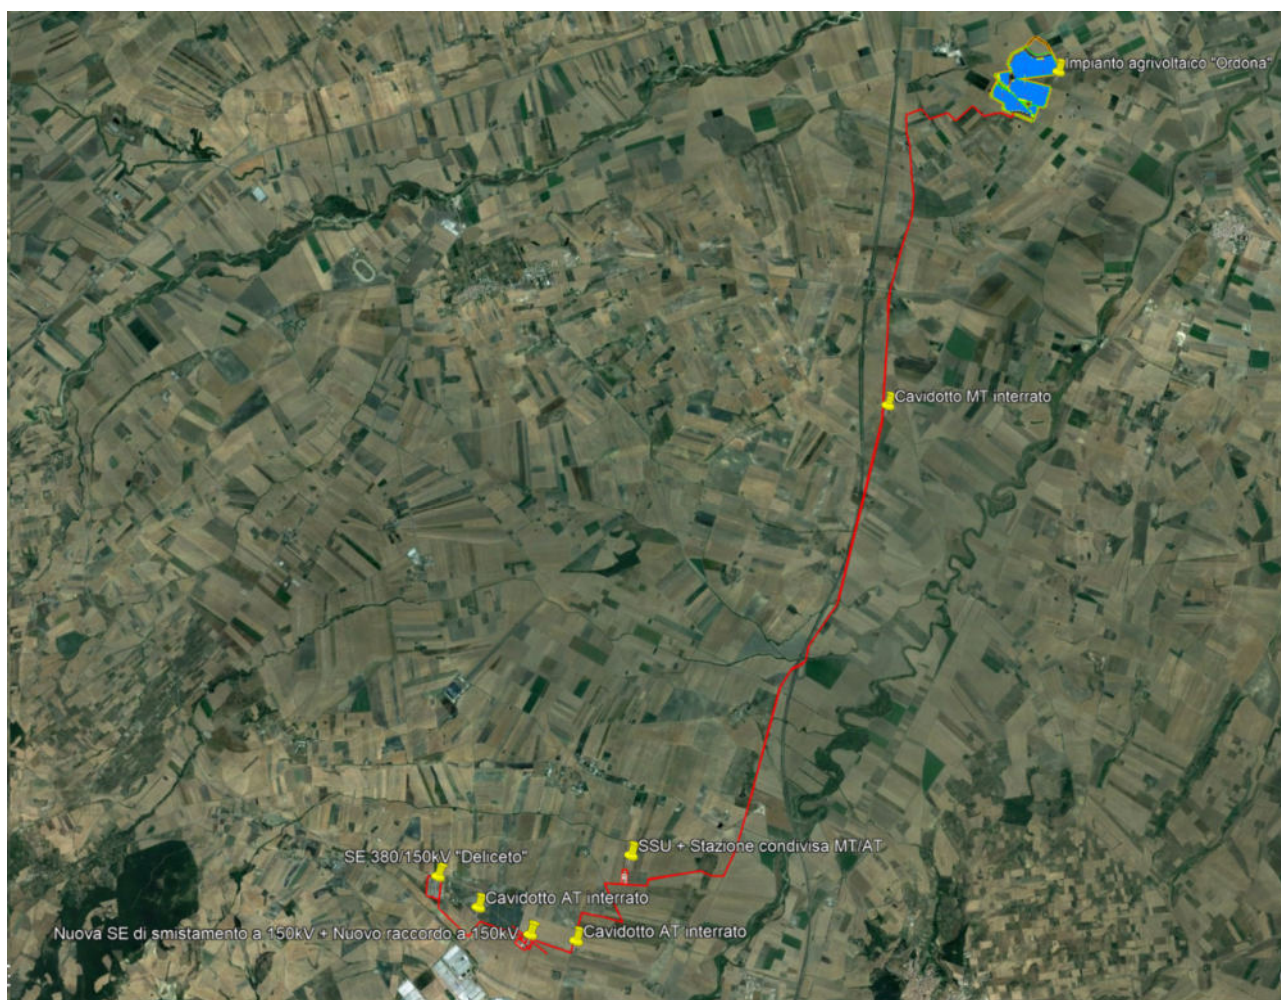 Impianto agrivoltaico "Ordona"
Cavidotto MT interrato
SSU + Stazione condivisa MT/AT
SE 380/150kV "Deliceto"
Cavidotto AT interrato
Nuova SE di smistamento a 150kV + Nuovo raccordo a 150kV
Cavidotto AT interrato